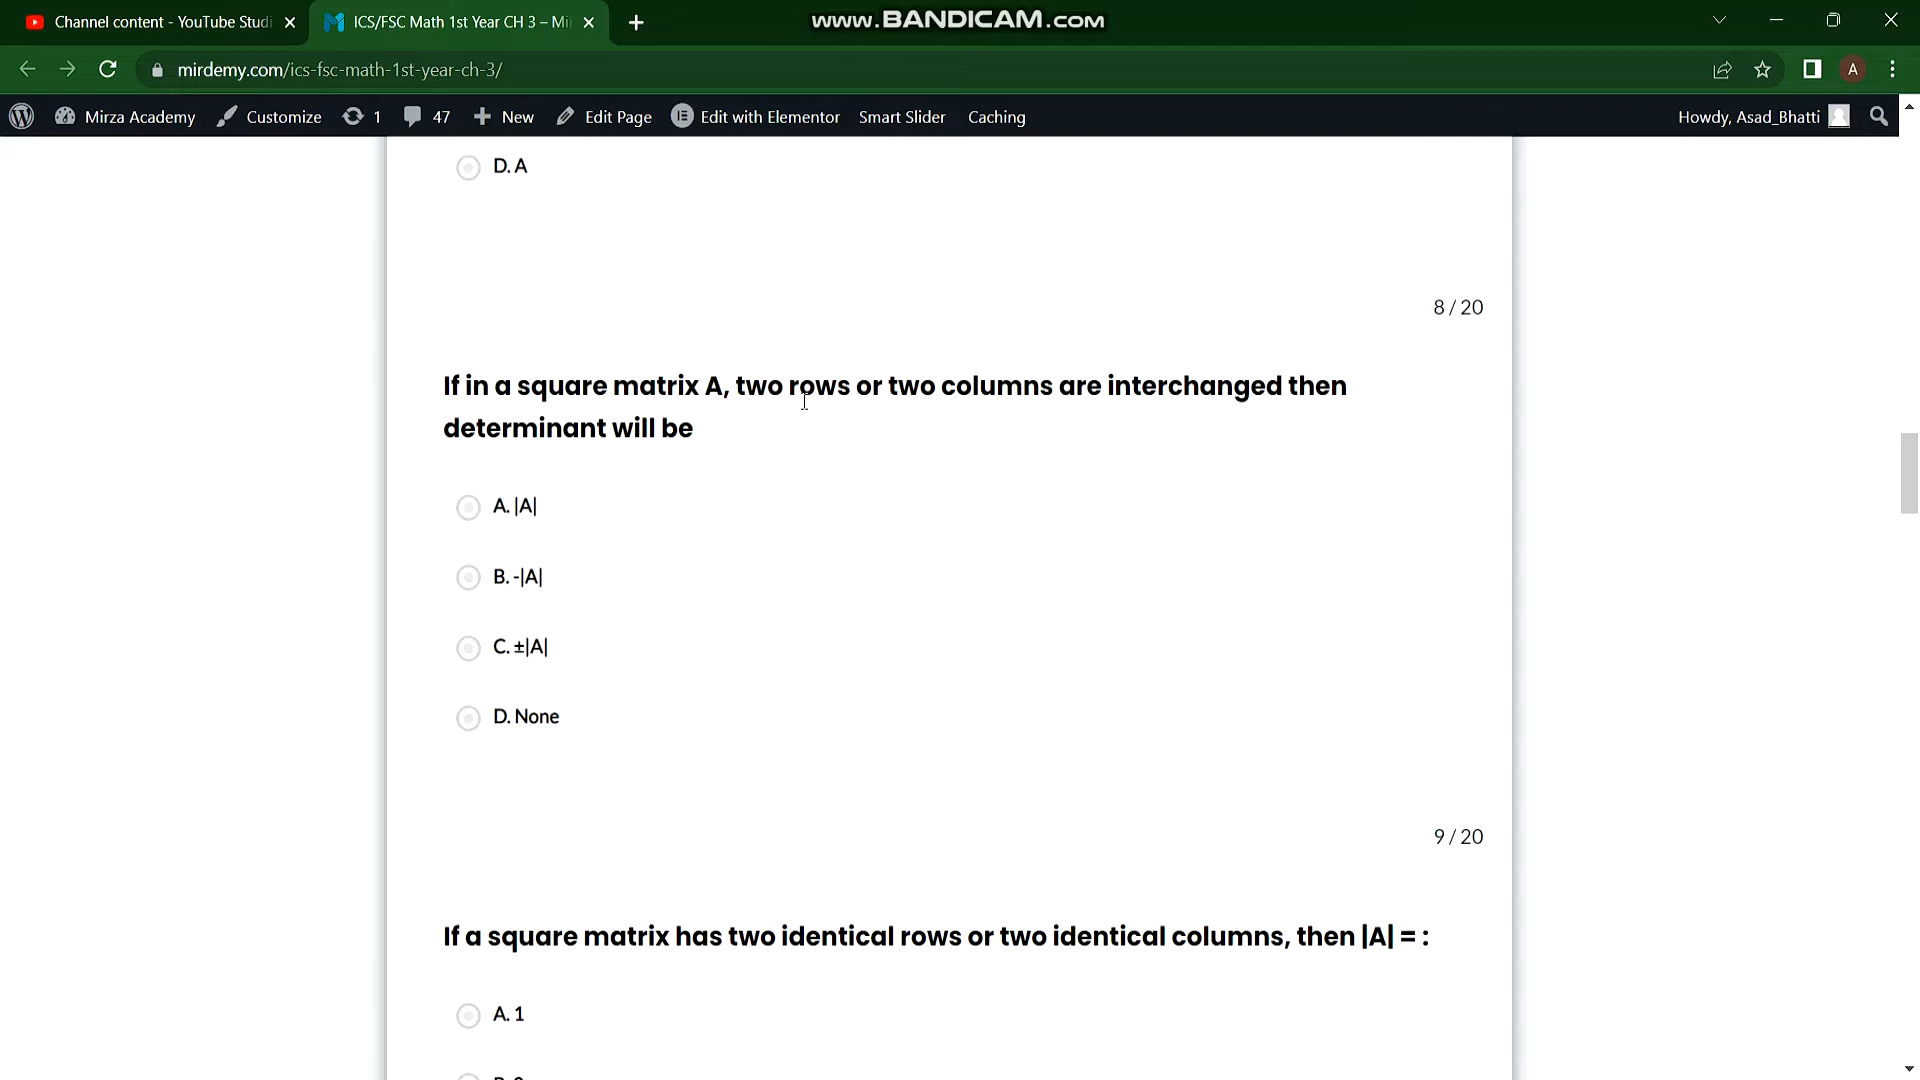 Channel content - YouTube Studi
ICS/FSC Math 1st Year CH 3 – Mi
www.BANDICAM.com
mirdemy.com/ics-fsc-math-1st-year-ch-3/
A
Mirza Academy
Customize
1
47
New
Edit Page
Edit with Elementor
Smart Slider
Caching
Howdy, Asad_Bhatti
D. A
8 / 20
If in a square matrix A, two rows or two columns are interchanged then
determinant will be
A. |A|
B. -|A|
C. ±|A|
D. None
9 / 20
If a square matrix has two identical rows or two identical columns, then |A| = :
A. 1